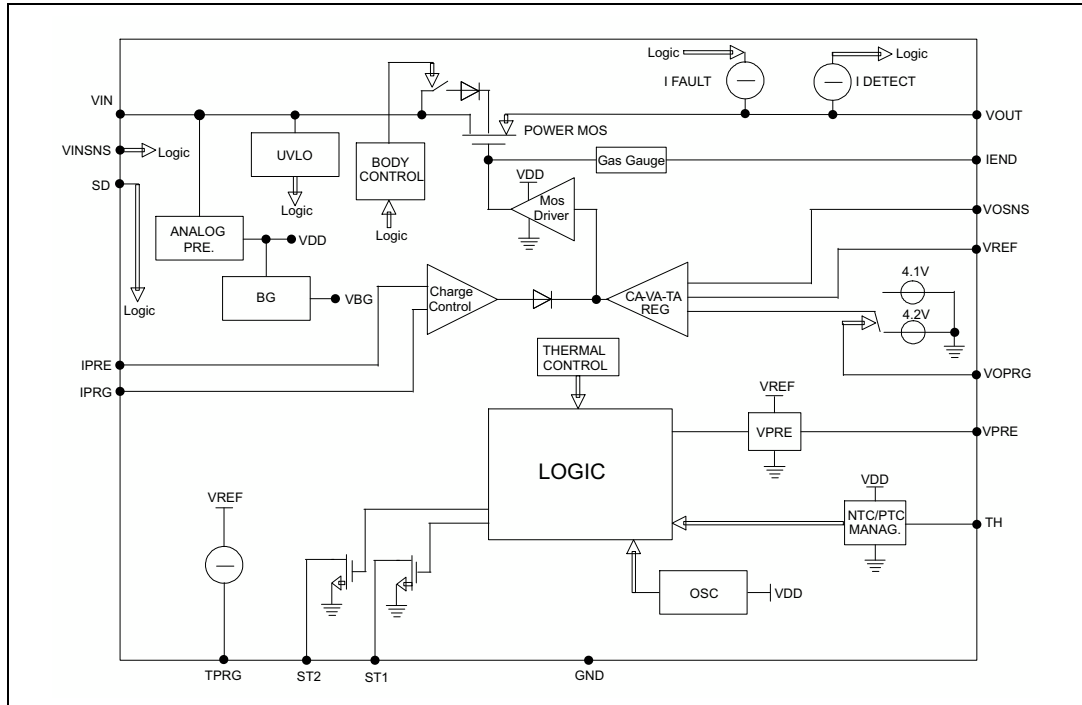 Logic
Logic
I FAULT
I DETECT
VIN
VOUT
POWER MOS
UVLO
BODY
CONTROL
VINSNS
Logic
Gas Gauge
IEND
SD
VDD
Mos
Driver
Logic
VOSNS
ANALOG
PRE.
VDD
Logic
VREF
BG
VBG
Logic
Charge
Control
CA-VA-TA
REG
4.1V
4.2V
THERMAL
CONTROL
IPRE
VOPRG
IPRG
VREF
LOGIC
VPRE
VPRE
VREF
VDD
NTC/PTC
MANAG.
TH
OSC
VDD
TPRG
ST2
ST1
GND